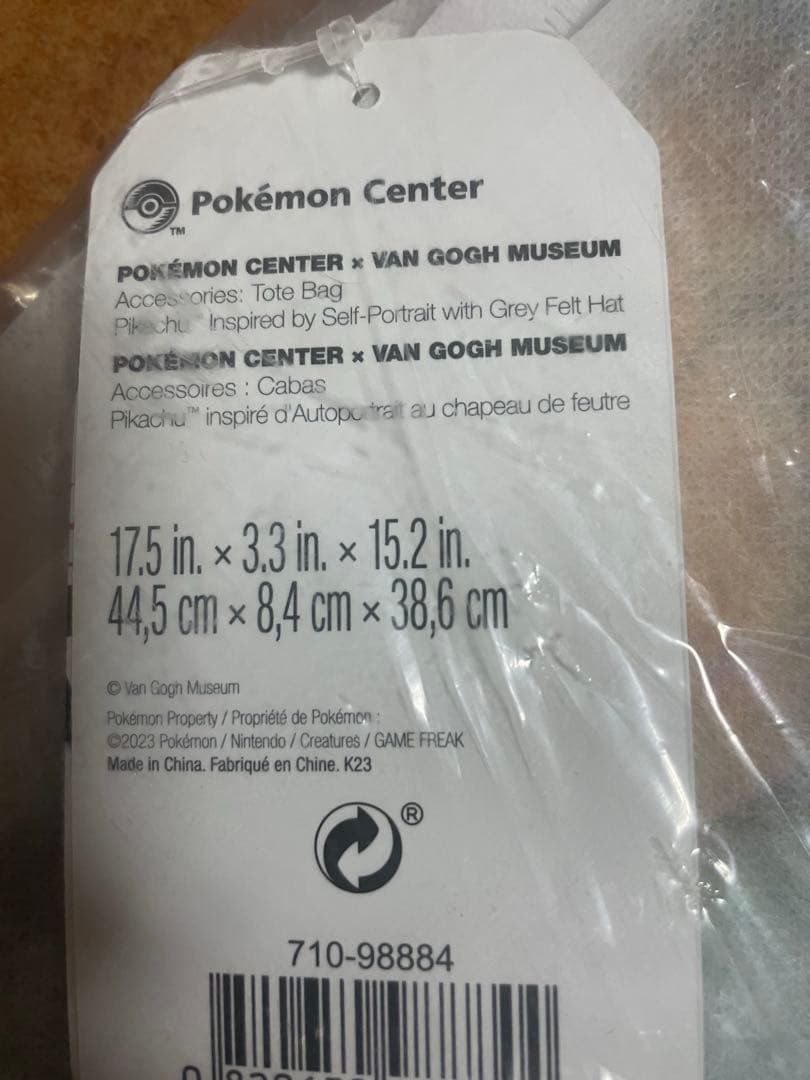 Pokémon Center
TM
POKÉMON CENTER × VAN GOGH MUSEUM
Accessories: Tote Bag
Pikachu™ Inspired by Self-Portrait with Grey Felt Hat
POKÉMON CENTER × VAN GOGH MUSEUM
Accessoires : Cabas
Pikachu™ inspiré d'Autoportrait au chapeau de feutre
17.5 in. × 3.3 in. × 15.2 in.
44,5 cm × 8,4 cm × 38,6 cm
© Van Gogh Museum
Pokémon Property / Propriété de Pokémon :
©2023 Pokémon / Nintendo / Creatures / GAME FREAK
Made in China. Fabriqué en Chine. K23
®
710-98884